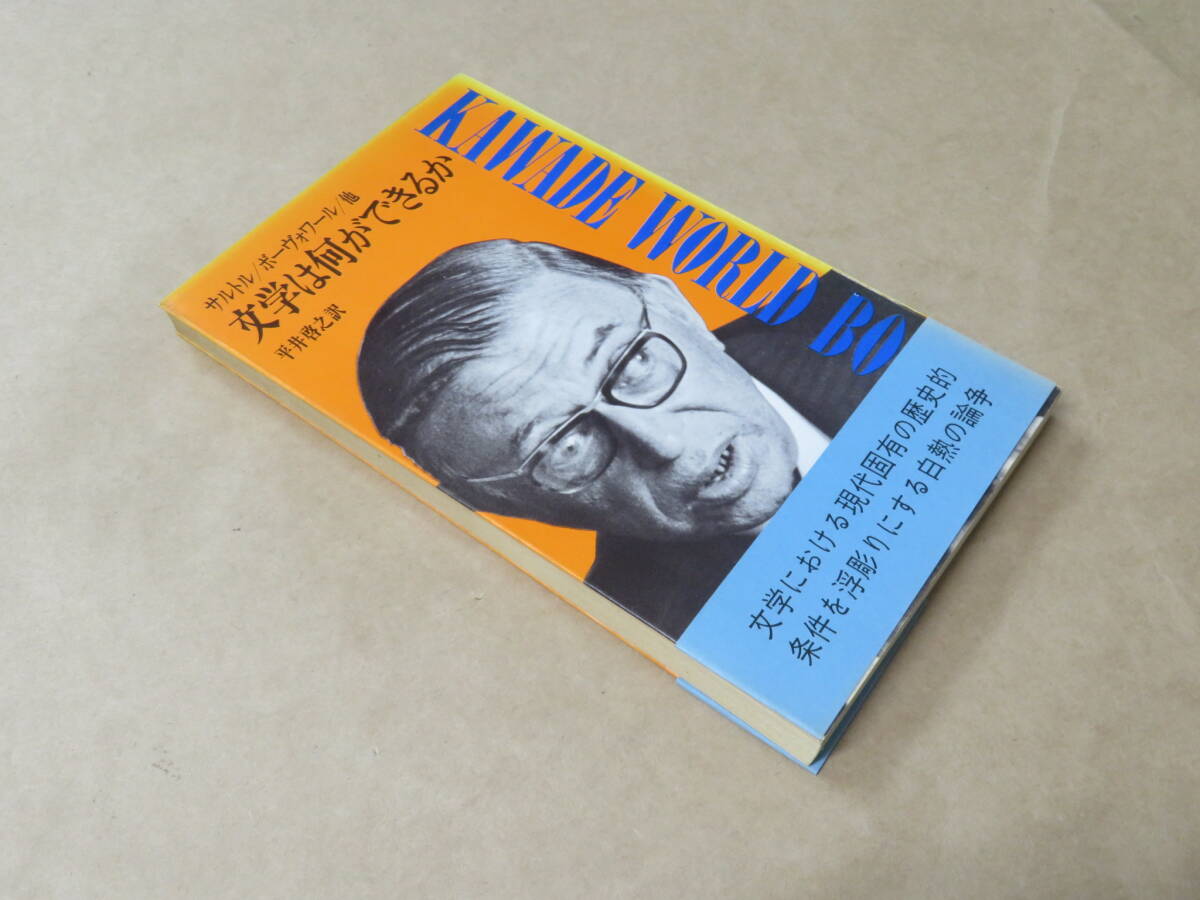 KAWADE WORLD BO
サルトル/ボーヴォワール/他
文学は何ができるか
平井啓之訳
文学における現代固有の歴史的
条件を浮彫りにする白熱の論争